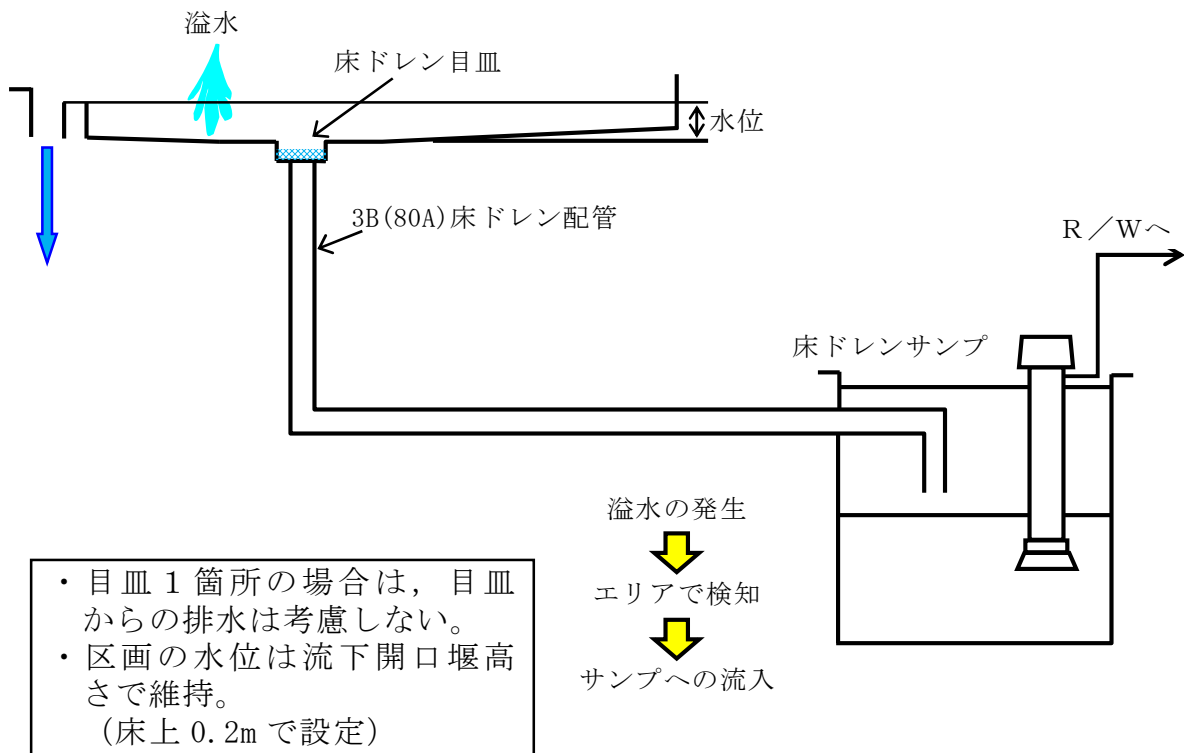 溢水
床ドレン目皿
水位
3B(80A)床ドレン配管
R／Wへ
床ドレンサンプ
溢水の発生
エリアで検知
サンプへの流入
・目皿１箇所の場合は，目皿
からの排水は考慮しない。
・区画の水位は流下開口堰高
さで維持。
（床上 0.2m で設定）